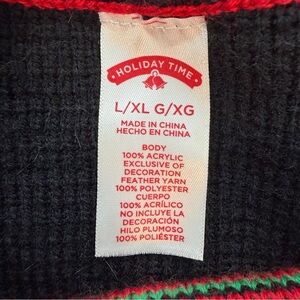 • HOLIDAY TIME •
L/XL G/XG
MADE IN CHINA
HECHO EN CHINA
BODY
100% ACRYLIC
EXCLUSIVE OF
DECORATION
FEATHER YARN
100% POLYESTER
CUERPO
100% ACRÍLICO
NO INCLUYE LA
DECORACIÓN
HILO PLUMOSO
100% POLIÉSTER